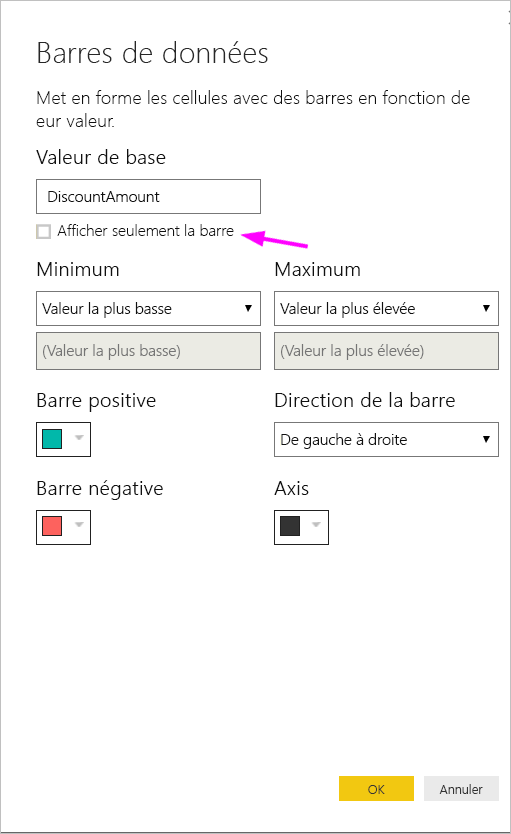 Barres de données
Met en forme les cellules avec des barres en fonction de
eur valeur.
Valeur de base
DiscountAmount
Afficher seulement la barre
Minimum
Maximum
Valeur la plus basse
Valeur la plus élevée
(Valeur la plus basse)
(Valeur la plus élevée)
Barre positive
Direction de la barre
De gauche à droite
Barre négative
Axis
OK
Annuler